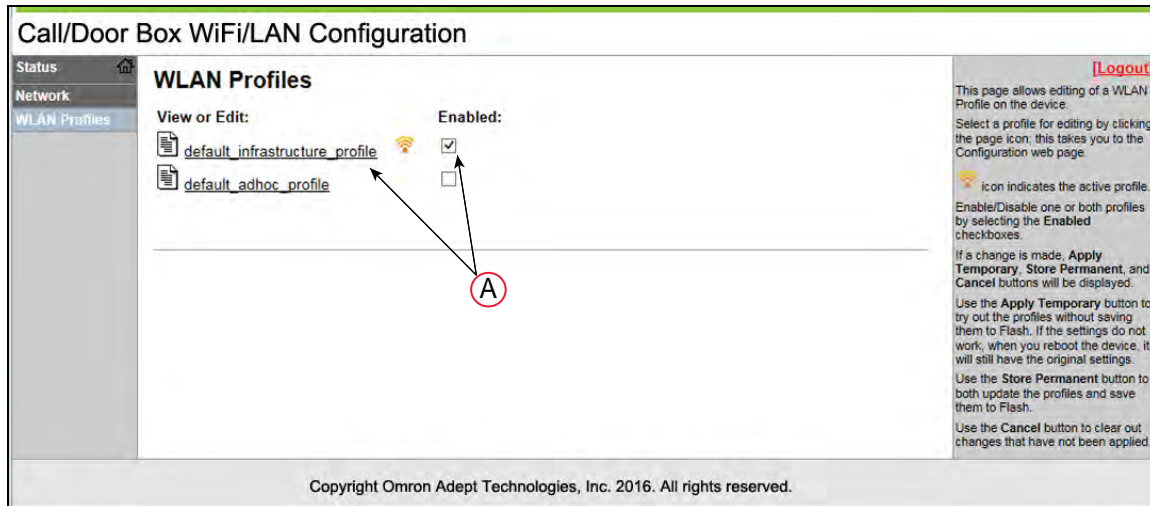 Call/Door Box WiFi/LAN Configuration
Status
Network
WLAN Profiles
WLAN Profiles
View or Edit: Enabled:
default_infrastructure_profile
default_adhoc_profile
A
[Logout]
This page allows editing of a WLAN
Profile on the device.
Select a profile for editing by clicking
the page icon; this takes you to the
Configuration web page.
icon indicates the active profile.
Enable/Disable one or both profiles
by selecting the Enabled
checkboxes.
If a change is made, Apply
Temporary, Store Permanent, and
Cancel buttons will be displayed.
Use the Apply Temporary button to
try out the profiles without saving
them to Flash. If the settings do not
work, when you reboot the device, it
will still have the original settings.
Use the Store Permanent button to
both update the profiles and save
them to Flash.
Use the Cancel button to clear out
changes that have not been applied.
Copyright Omron Adept Technologies, Inc. 2016. All rights reserved.